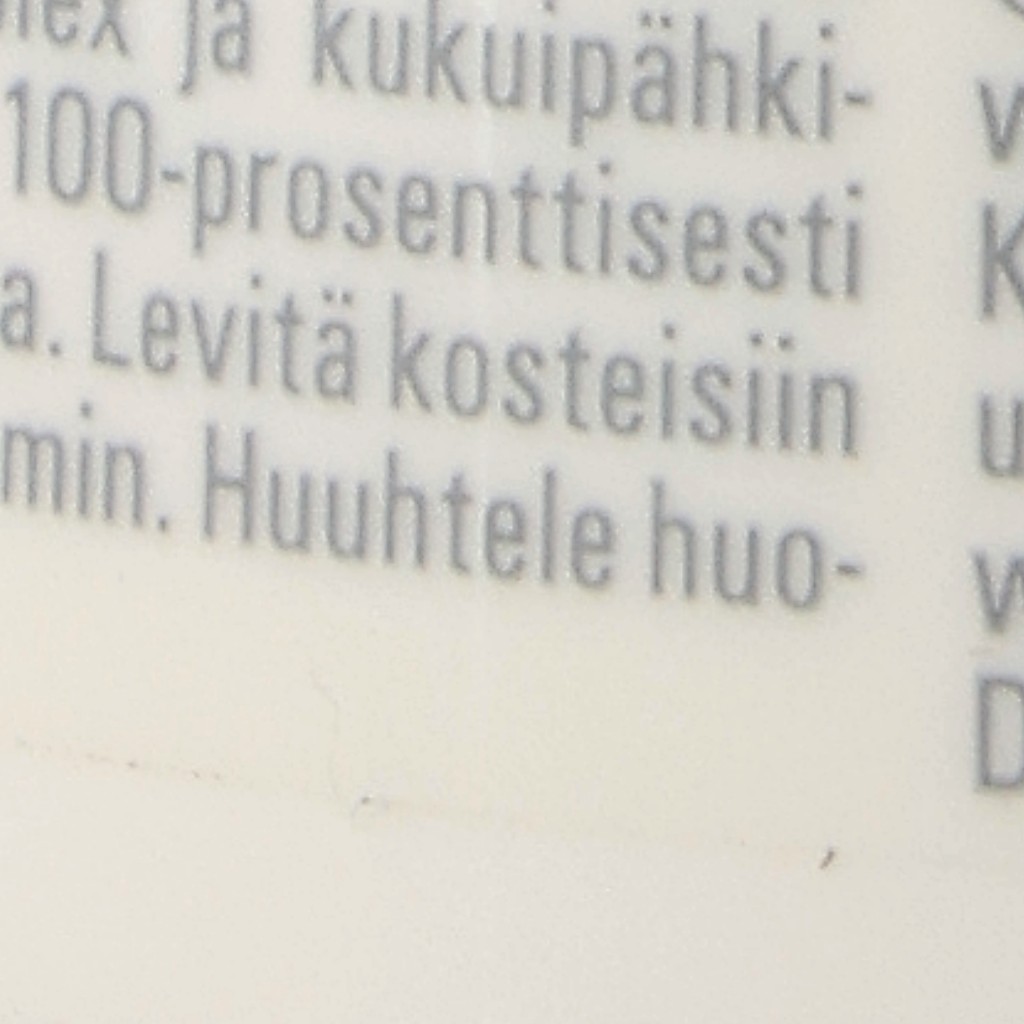 ja kukuipähki-
100-prosenttisesti
a. Levitä kosteisiin
min. Huuhtele huo-